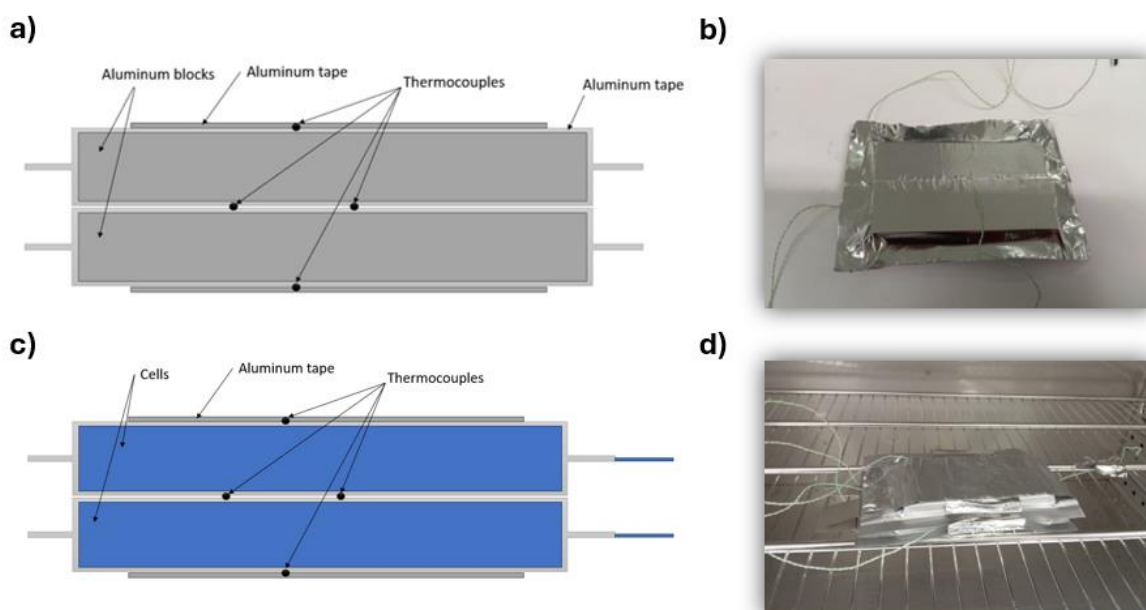 a)
Aluminum blocks
Aluminum tape
Thermocouples
Aluminum tape
b)
c)
Cells
Aluminum tape
Thermocouples
d)